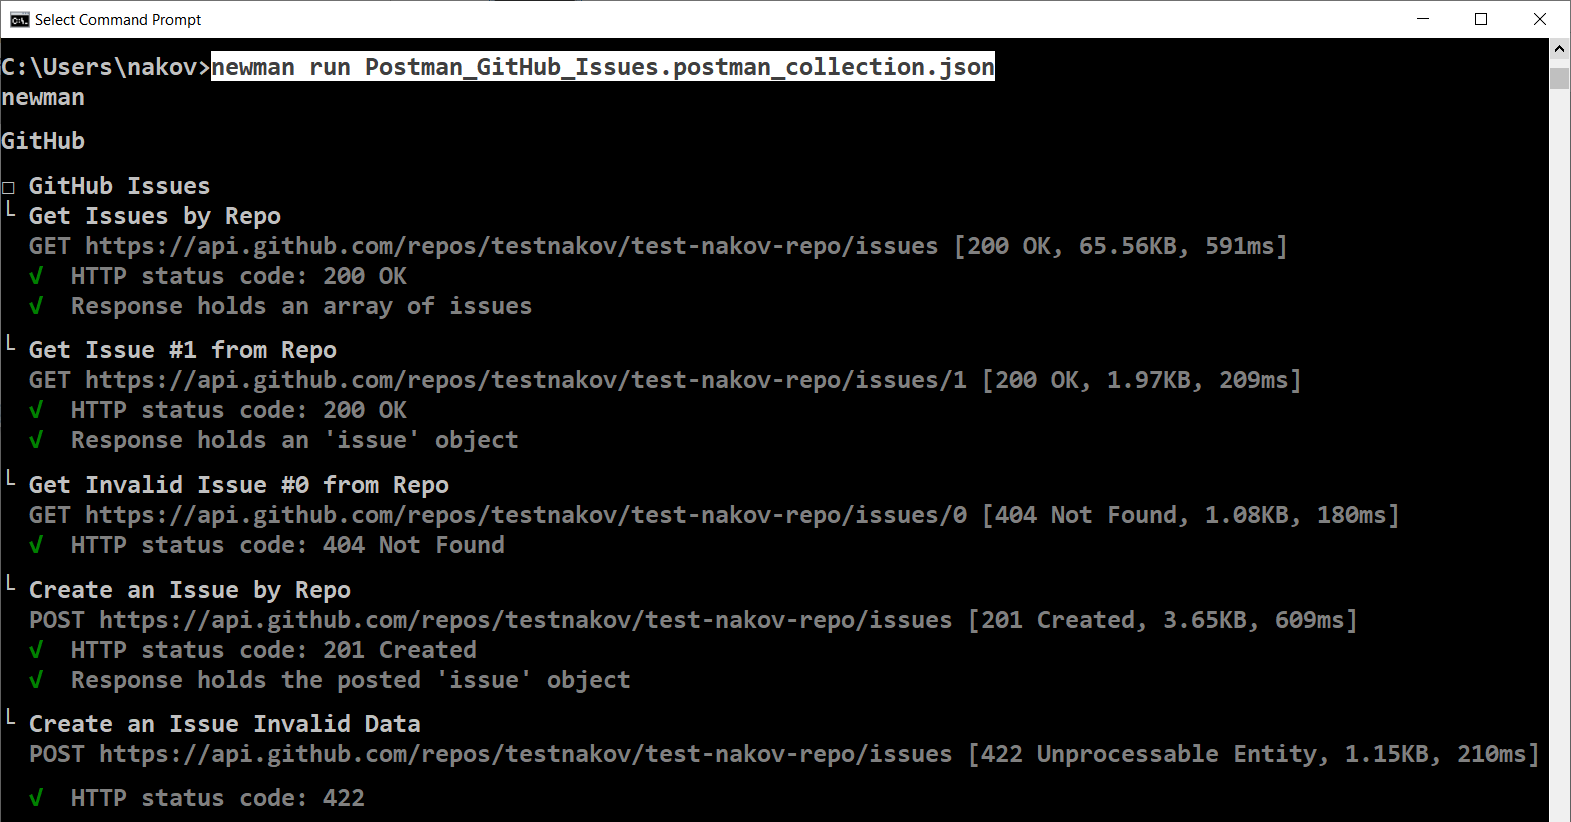 Select Command Prompt
C:\Users\nakov>newman run Postman_GitHub_Issues.postman_collection.json
newman
GitHub
□ GitHub Issues
└ Get Issues by Repo
GET https://api.github.com/repos/testnakov/test-nakov-repo/issues [200 OK, 65.56KB, 591ms]
√ HTTP status code: 200 OK
√ Response holds an array of issues
└ Get Issue #1 from Repo
GET https://api.github.com/repos/testnakov/test-nakov-repo/issues/1 [200 OK, 1.97KB, 209ms]
√ HTTP status code: 200 OK
√ Response holds an 'issue' object
└ Get Invalid Issue #0 from Repo
GET https://api.github.com/repos/testnakov/test-nakov-repo/issues/0 [404 Not Found, 1.08KB, 180ms]
√ HTTP status code: 404 Not Found
└ Create an Issue by Repo
POST https://api.github.com/repos/testnakov/test-nakov-repo/issues [201 Created, 3.65KB, 609ms]
√ HTTP status code: 201 Created
√ Response holds the posted 'issue' object
└ Create an Issue Invalid Data
POST https://api.github.com/repos/testnakov/test-nakov-repo/issues [422 Unprocessable Entity, 1.15KB, 210ms]
√ HTTP status code: 422